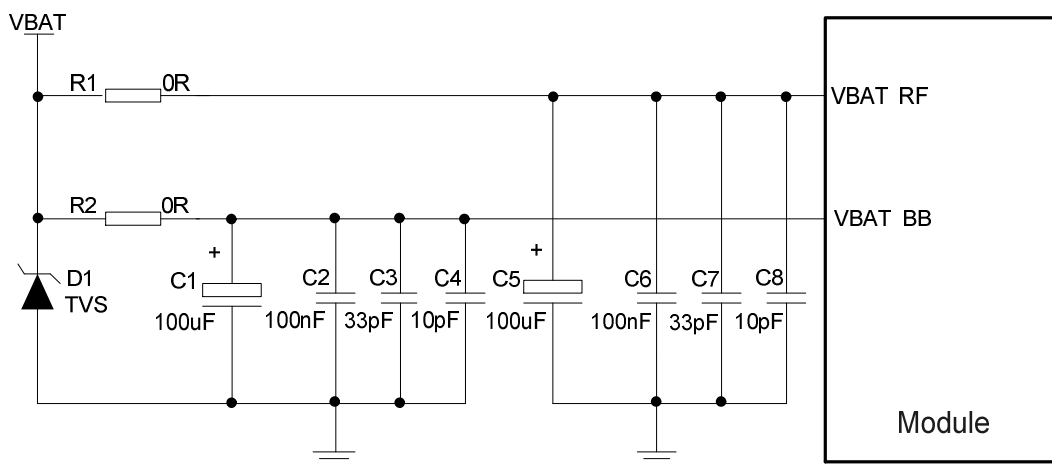 VBAT
R1 0R
VBAT RF
R2 0R
VBAT BB
+ +
D1 C1 C2 C3 C4 C5 C6 C7 C8
TVS
100uF 100nF 33pF 10pF 100uF 100nF 33pF 10pF
Module